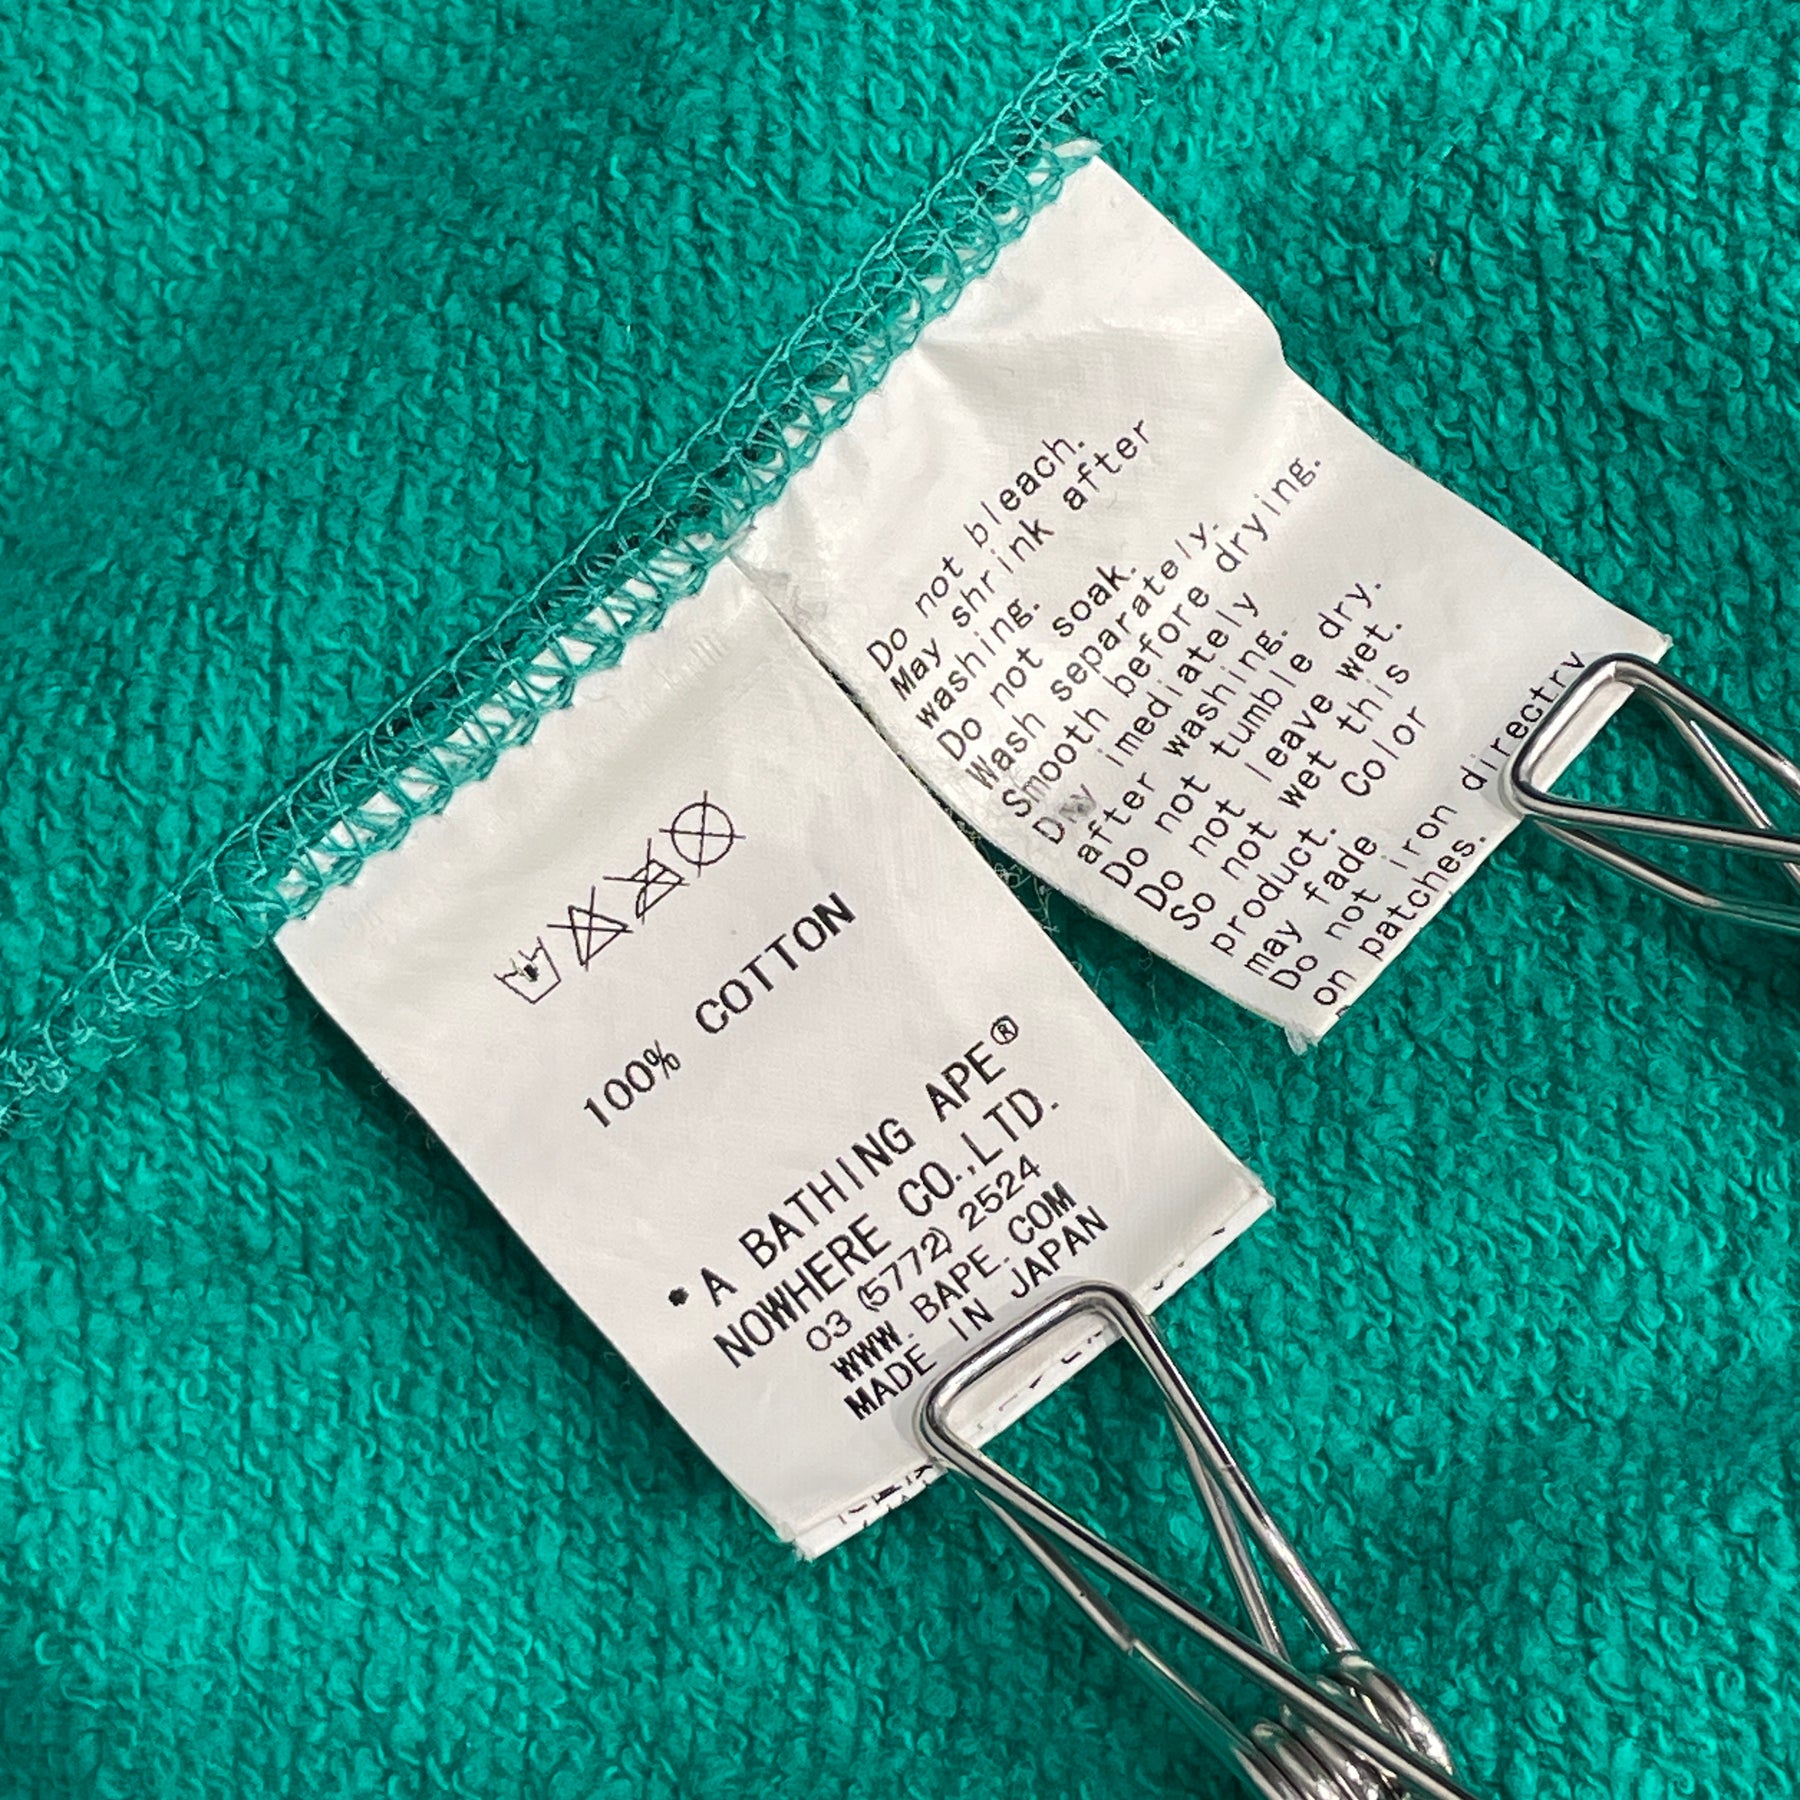 100% COTTON
A BATHING APE®
NOWHERE CO.,LTD.
03 (5772) 2524
WWW.BAPE.COM
MADE IN JAPAN
Do not bleach.
May shrink after
washing.
Do not soak.
Wash separately.
Smooth before drying.
Dry imediately
after washing.
Do not tumble dry.
Do not leave wet.
So not wet this
product. Color
may fade
Do not iron directry
on patches.